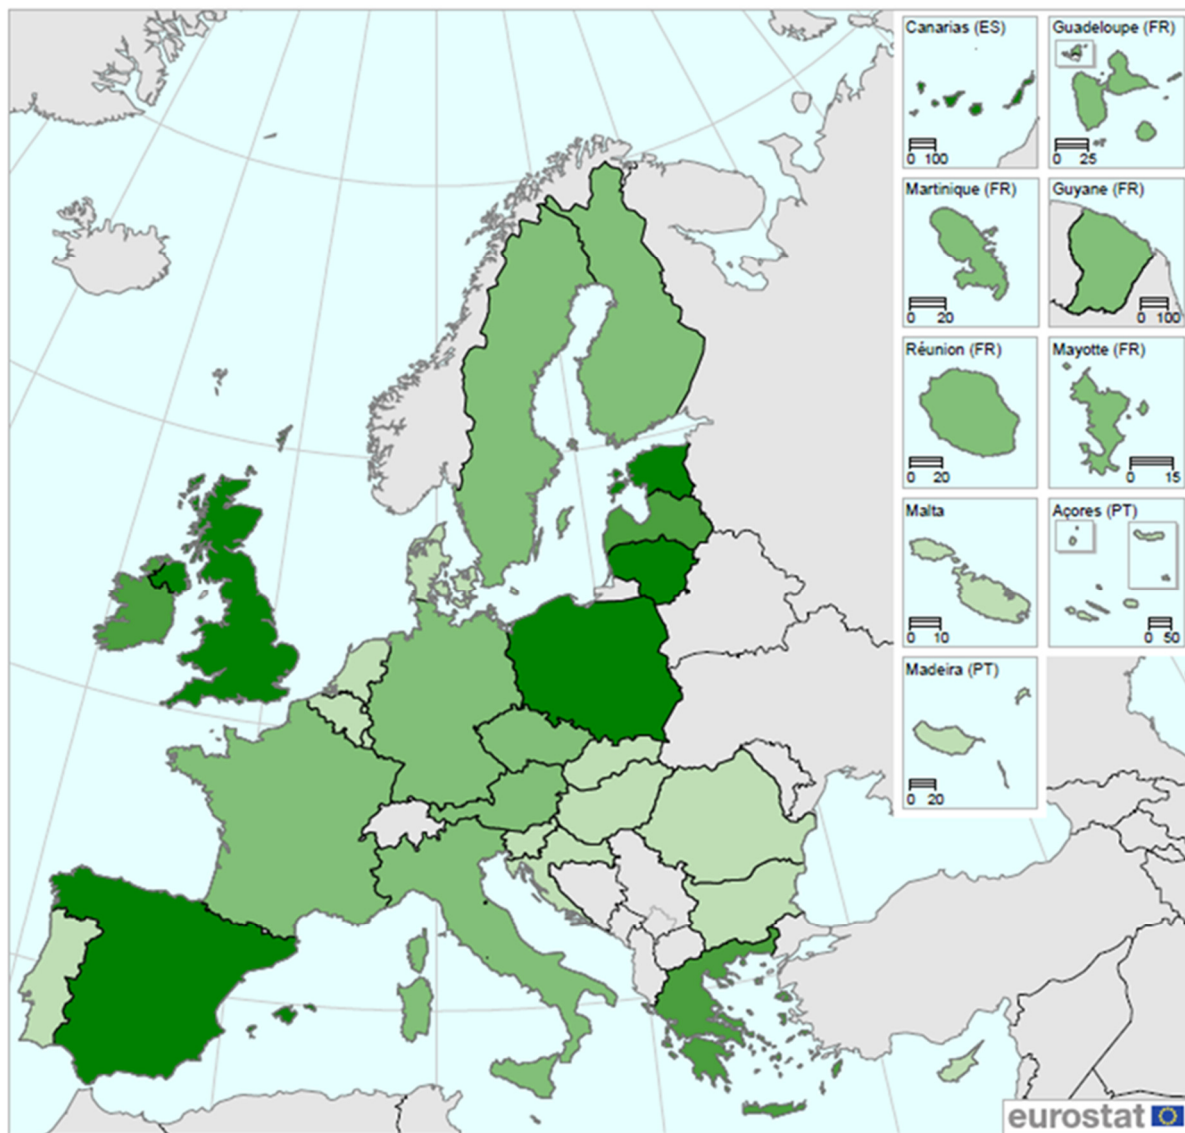 Canarias (ES)
0 100
Guadeloupe (FR)
0 25
Martinique (FR)
0 20
Guyane (FR)
0 100
Réunion (FR)
0 20
Mayotte (FR)
0 15
Malta
0 10
Açores (PT)
0 50
Madeira (PT)
0 20
eurostat